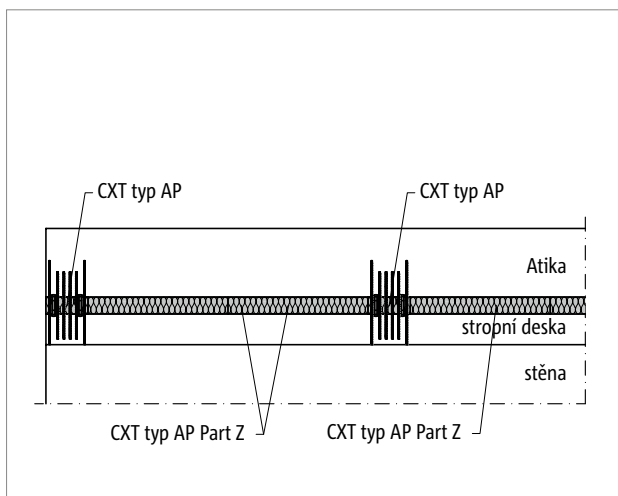 CXT typ AP
CXT typ AP
Atika
stropní deska
stěna
CXT typ AP Part Z
CXT typ AP Part Z